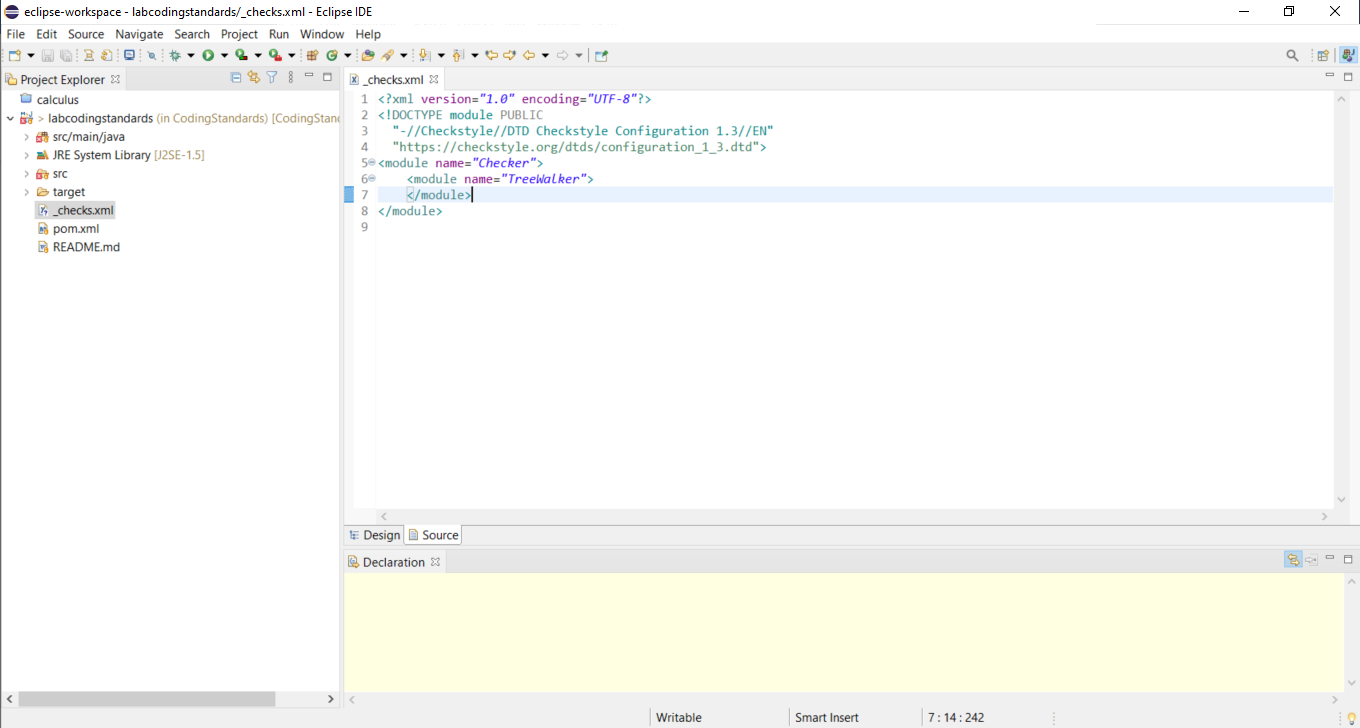 eclipse-workspace - labcodingstandards/_checks.xml - Eclipse IDE
File Edit Source Navigate Search Project Run Window Help
Project Explorer
calculus
> labcodingstandards (in CodingStandards) [CodingStan
src/main/java
JRE System Library [J2SE-1.5]
src
target
_checks.xml
pom.xml
README.md
_checks.xml
1 <?xml version="1.0" encoding="UTF-8"?>
2 <!DOCTYPE module PUBLIC
3 "-//Checkstyle//DTD Checkstyle Configuration 1.3//EN"
4 "https://checkstyle.org/dtds/configuration_1_3.dtd">
5 <module name="Checker">
6 <module name="TreeWalker">
7 </module>
8 </module>
9
Design Source
Declaration
Writable Smart Insert 7 : 14 : 242